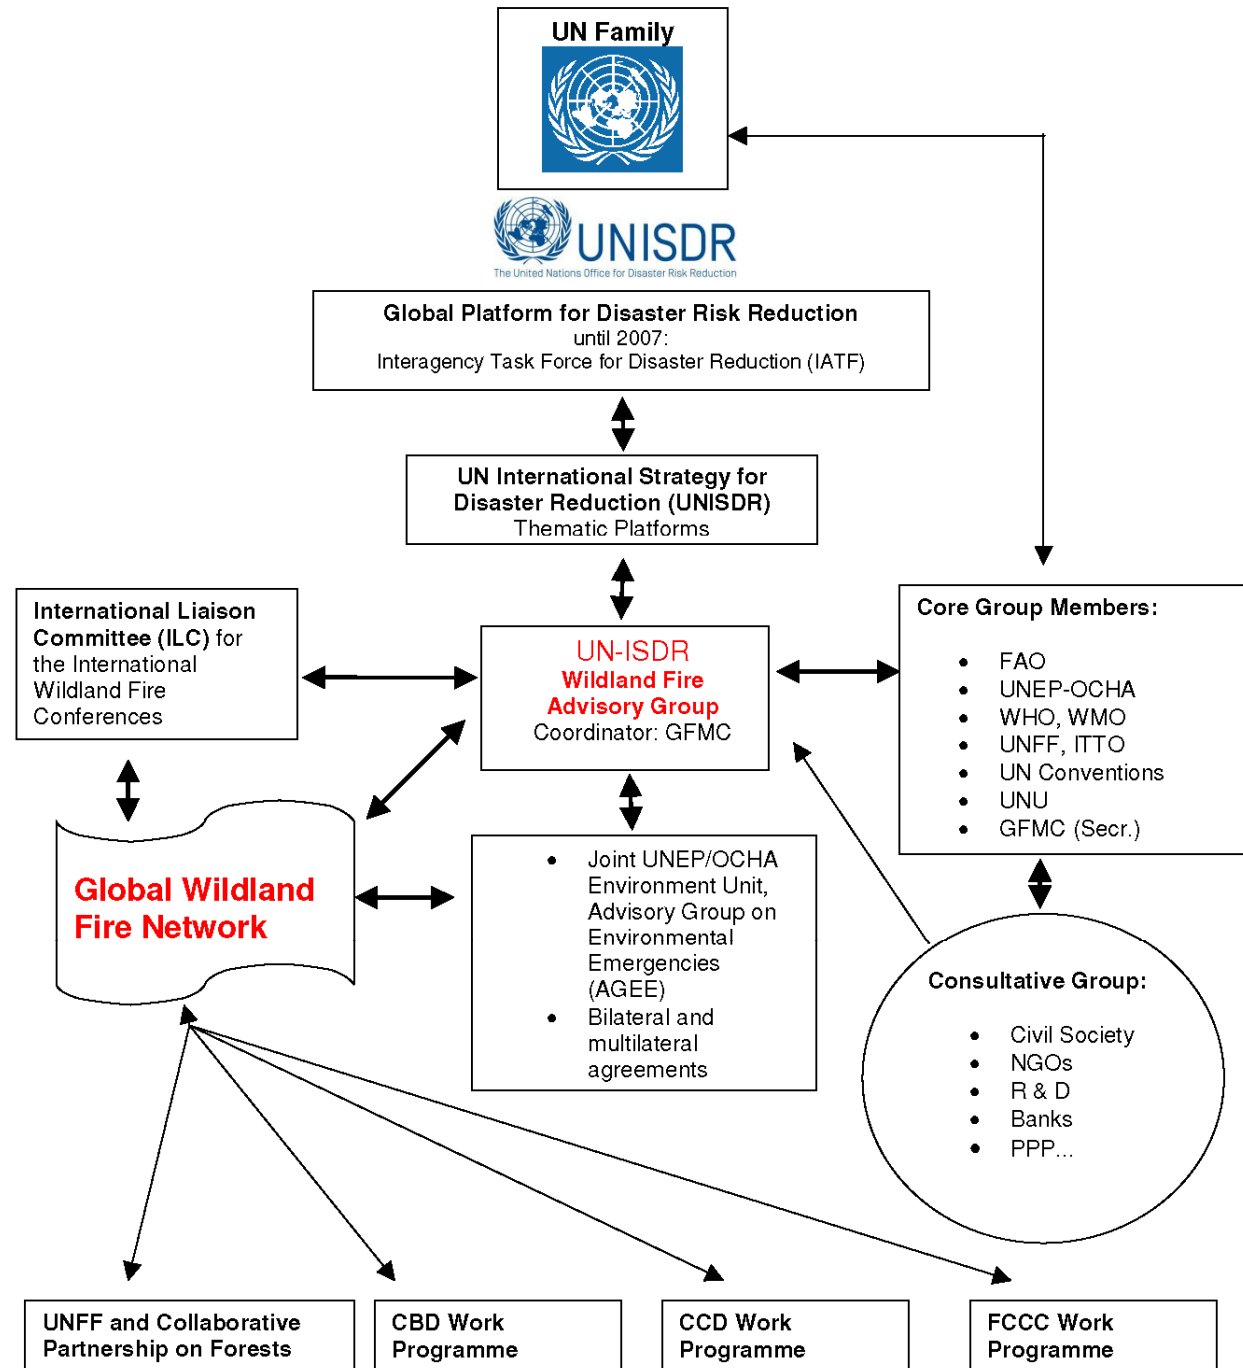 UN Family
UNISDR
The United Nations Office for Disaster Risk Reduction
Global Platform for Disaster Risk Reduction
until 2007:
Interagency Task Force for Disaster Reduction (IATF)
UN International Strategy for
Disaster Reduction (UNISDR)
Thematic Platforms
International Liaison
Committee (ILC) for
the International
Wildland Fire
Conferences
UN-ISDR
Wildland Fire
Advisory Group
Coordinator: GFMC
Core Group Members:
• FAO
• UNEP-OCHA
• WHO, WMO
• UNFF, ITTO
• UN Conventions
• UNU
• GFMC (Secr.)
Global Wildland
Fire Network
• Joint UNEP/OCHA
Environment Unit,
Advisory Group on
Environmental
Emergencies
(AGEE)
• Bilateral and
multilateral
agreements
Consultative Group:
• Civil Society
• NGOs
• R & D
• Banks
• PPP...
UNFF and Collaborative
Partnership on Forests
CBD Work
Programme
CCD Work
Programme
FCCC Work
Programme